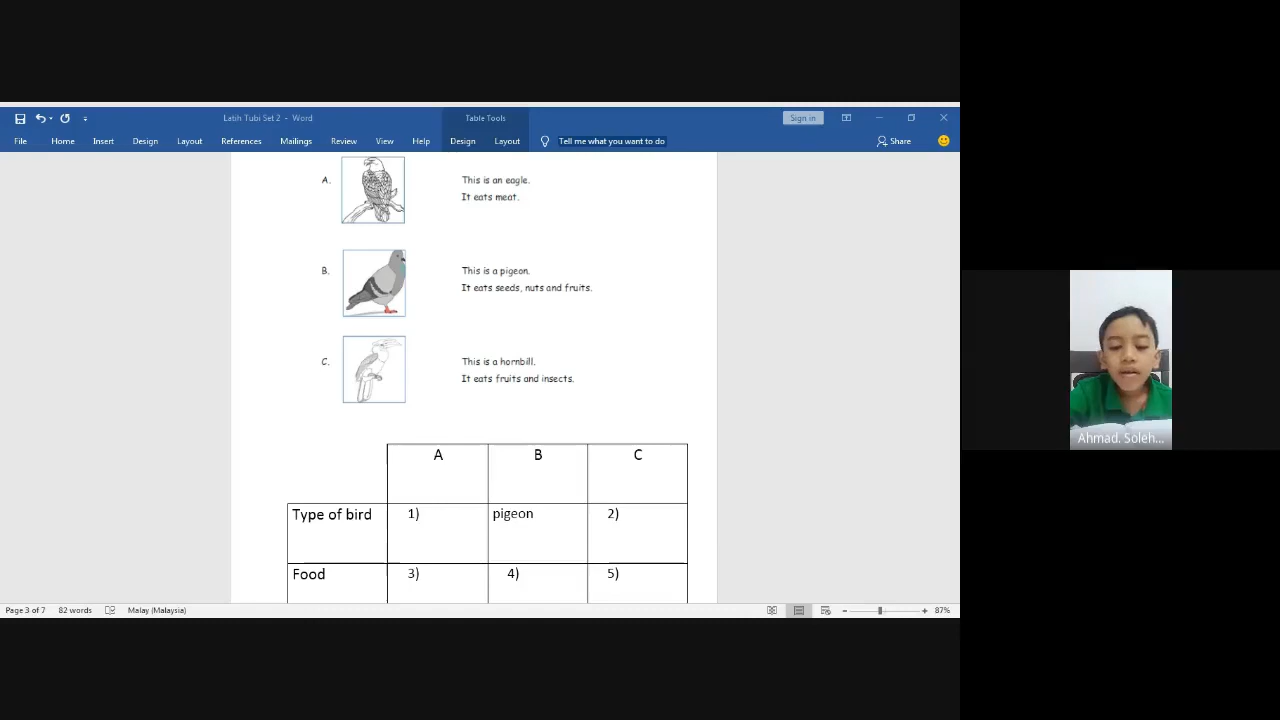 Latih Tubi Set 2 - Word
Table Tools
Sign in
File Home Insert Design Layout References Mailings Review View Help Design Layout Tell me what you want to do Share
A.
This is an eagle.
It eats meat.
B.
This is a pigeon.
It eats seeds, nuts and fruits.
C.
This is a hornbill.
It eats fruits and insects.
A B C
Type of bird 1) pigeon 2)
Food 3) 4) 5)
Page 3 of 7 82 words Malay (Malaysia) 87%
Ahmad. Soleh...